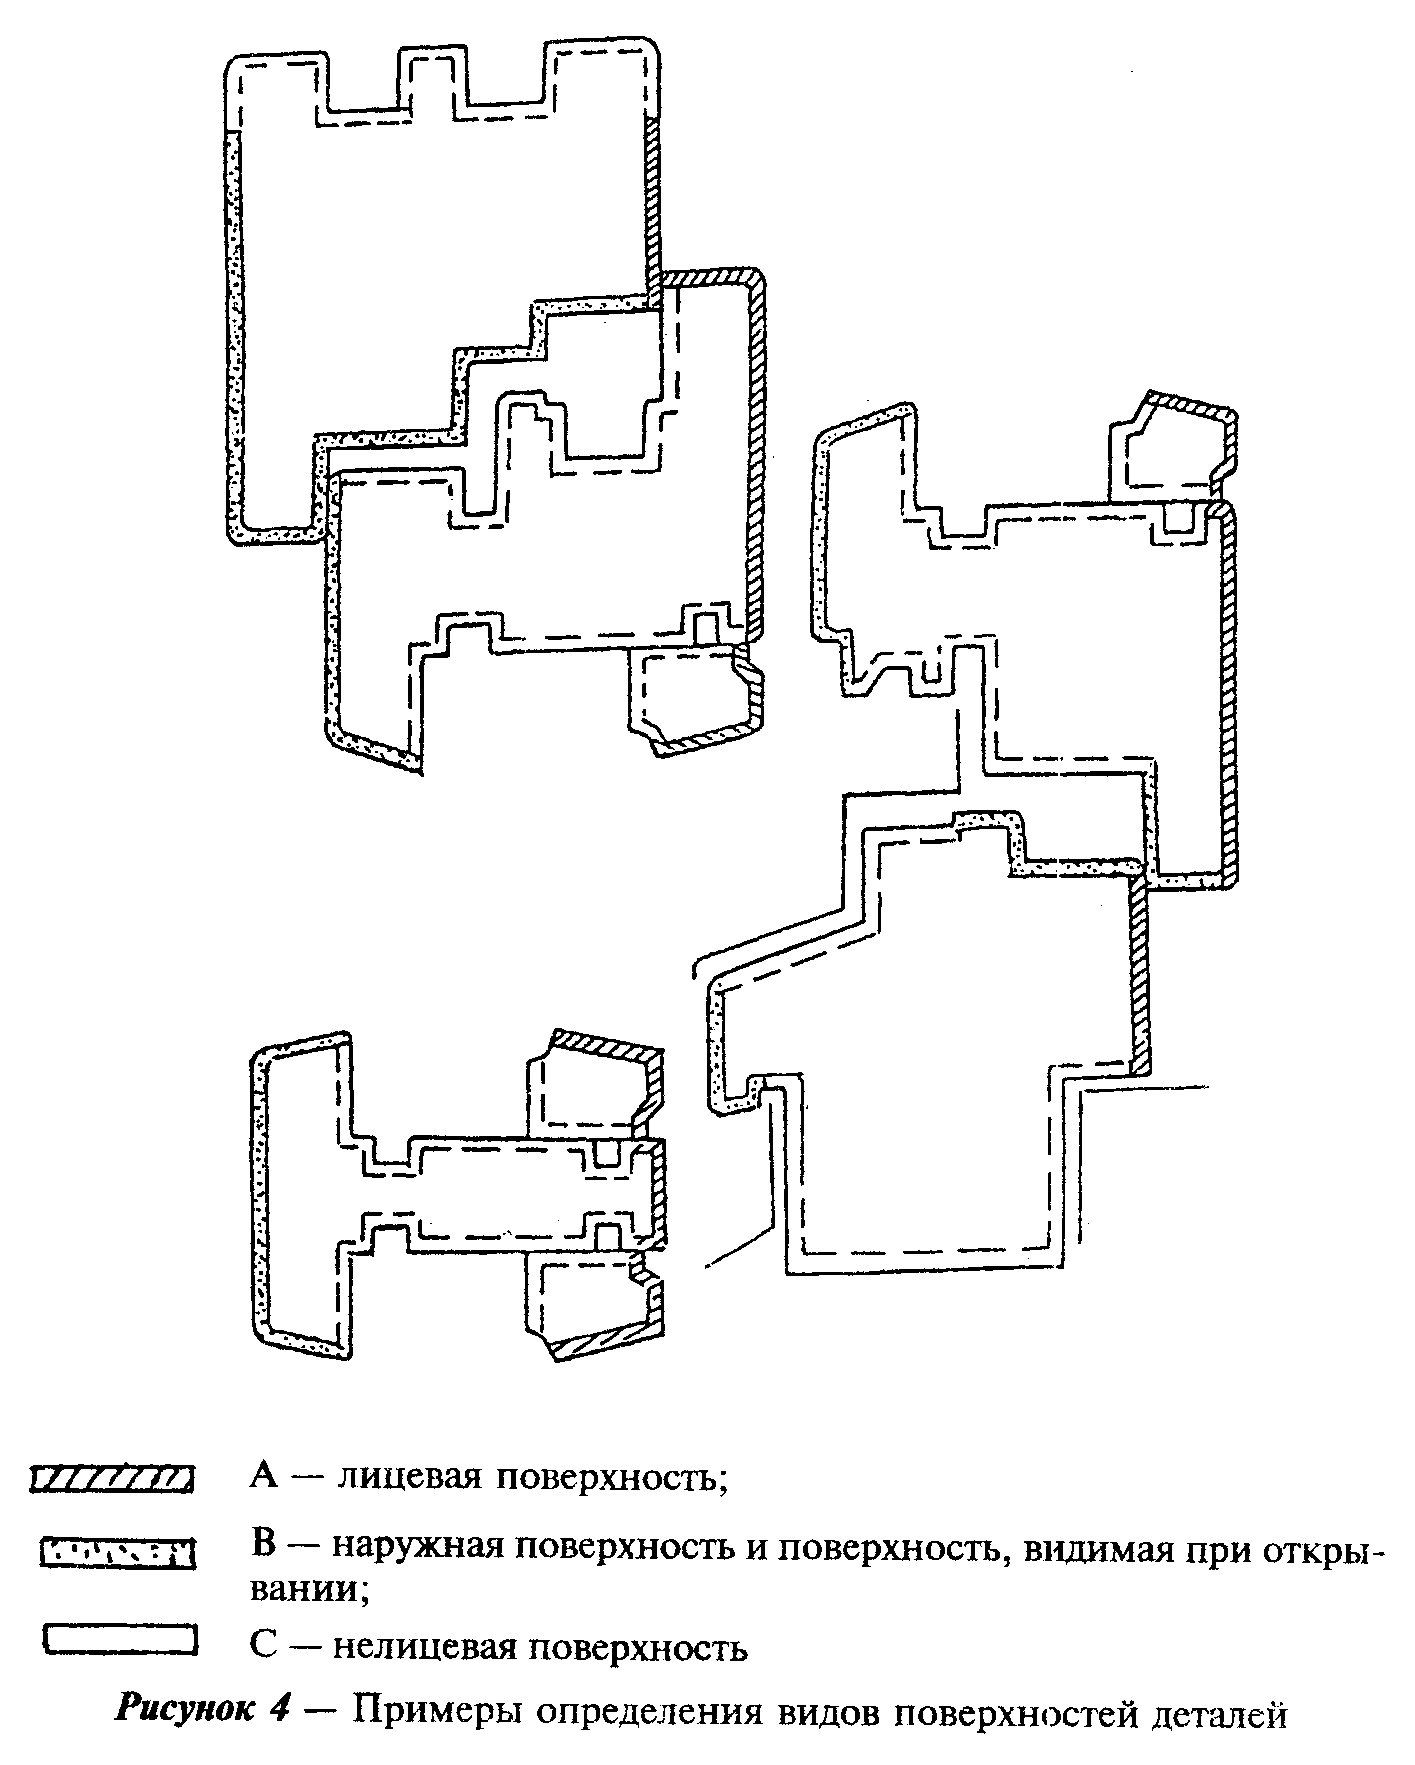 А — лицевая поверхность;
В — наружная поверхность и поверхность, видимая при откры-
вании;
С — нелицевая поверхность
Рисунок 4 — Примеры определения видов поверхностей деталей